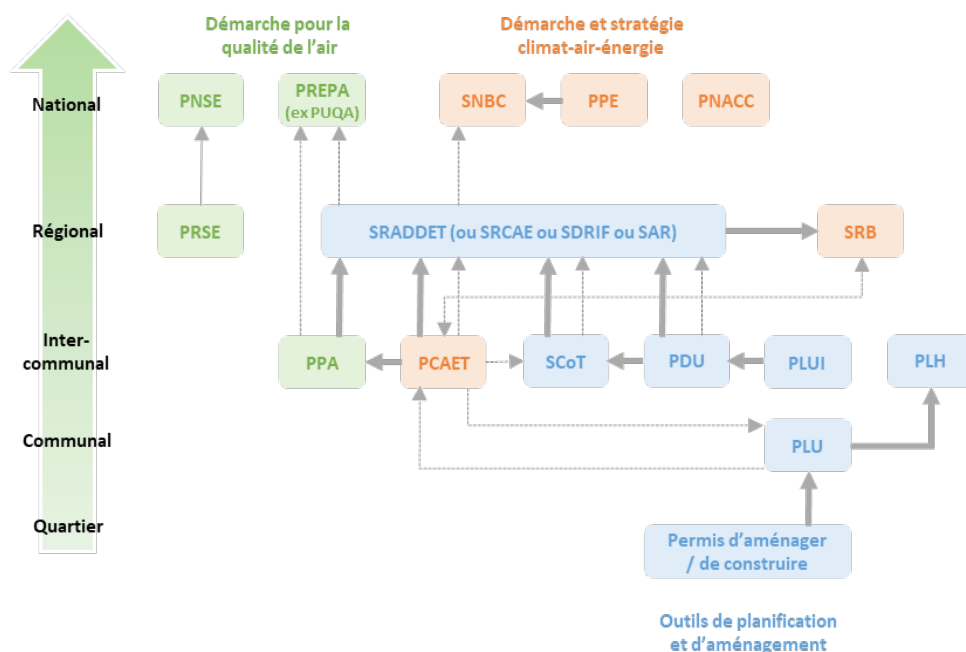 Démarche pour la
qualité de l’air
Démarche et stratégie
climat-air-énergie
National
PNSE
PREPA
(ex PUQA)
SNBC
PPE
PNACC
Régional
PRSE
SRADDET (ou SRCAE ou SDRIF ou SAR)
SRB
Inter-
communal
PPA
PCAET
SCoT
PDU
PLUI
PLH
Communal
PLU
Quartier
Permis d’aménager
/ de construire
Outils de planification
et d’aménagement